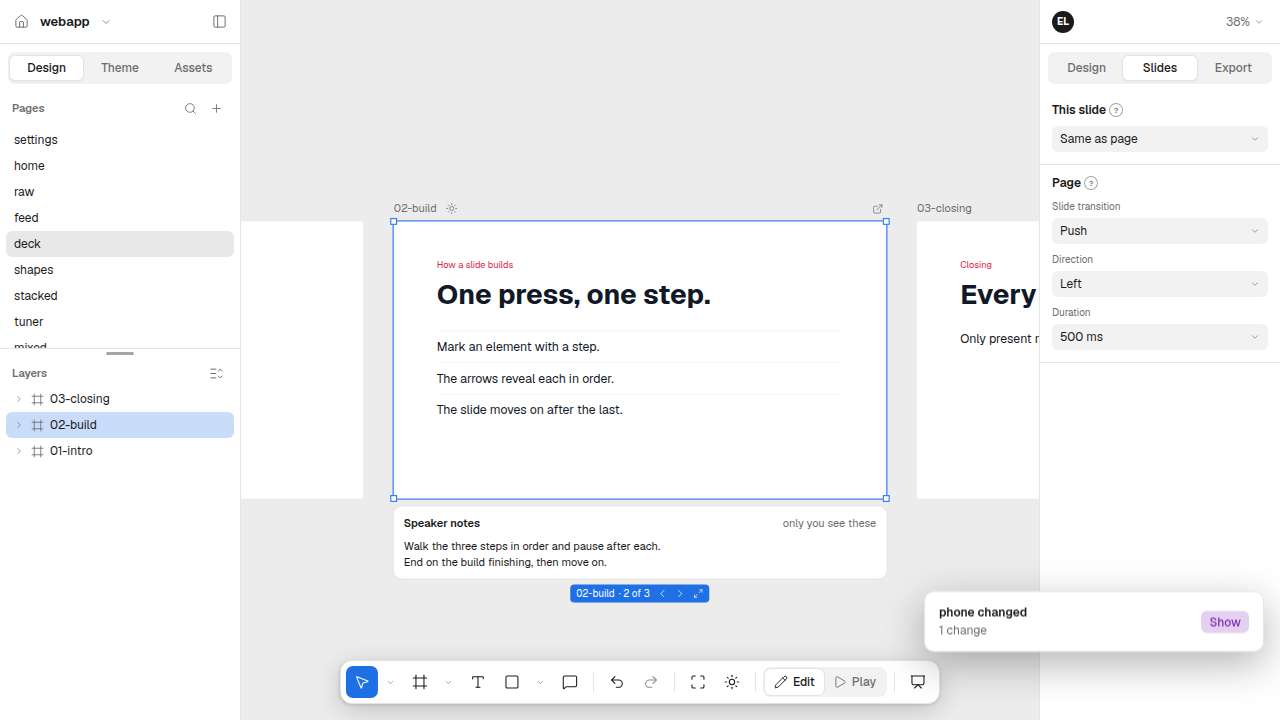 webapp
Design
Theme
Assets
Pages
settings
home
raw
feed
deck
shapes
stacked
tuner
mixed
Layers
03-closing
02-build
01-intro
02-build
How a slide builds
One press, one step.
Mark an element with a step.
The arrows reveal each in order.
The slide moves on after the last.
Speaker notes
only you see these
Walk the three steps in order and pause after each.
End on the build finishing, then move on.
02-build · 2 of 3
03-closing
Closing
Every
Only present
Edit
Play
EL
38%
Design
Slides
Export
This slide ?
Same as page
Page ?
Slide transition
Push
Direction
Left
Duration
500 ms
phone changed
1 change
Show